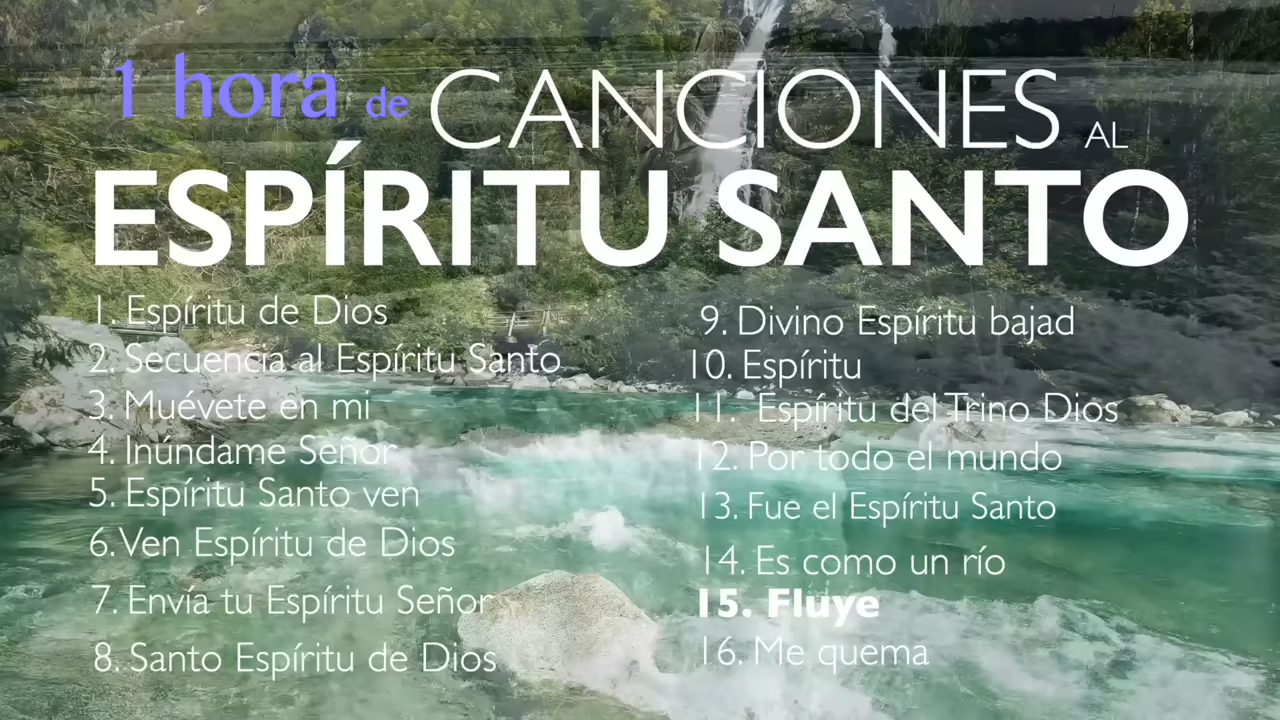 1 hora de CANCIONES AL
ESPÍRITU SANTO
1. Espíritu de Dios
2. Secuencia al Espíritu Santo
3. Muévete en mi
4. Inúndame Señor
5. Espíritu Santo ven
6. Ven Espíritu de Dios
7. Envía tu Espíritu Señor
8. Santo Espíritu de Dios
9. Divino Espíritu bajad
10. Espíritu
11. Espíritu del Trino Dios
12. Por todo el mundo
13. Fue el Espíritu Santo
14. Es como un río
15. Fluye
16. Me quema